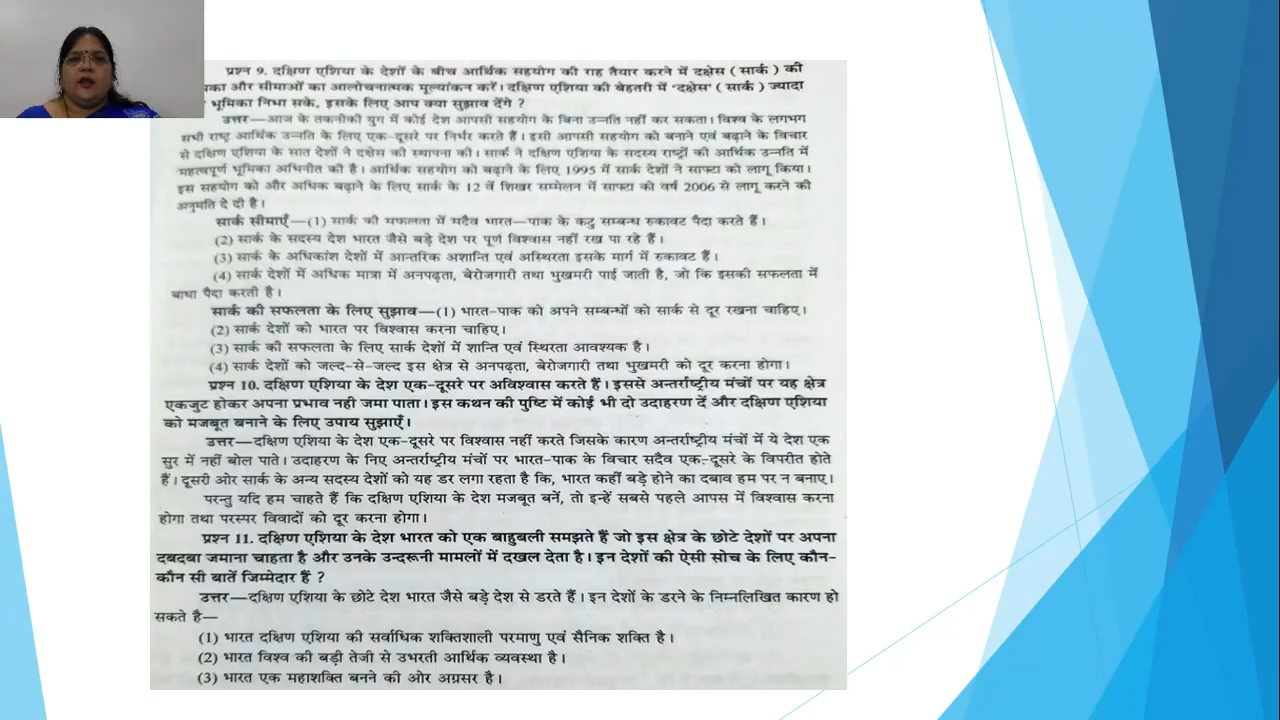 प्रश्न 9. दक्षिण एशिया के देशों के बीच आर्थिक सहयोग की राह तैयार करने में दक्षेस ( सार्क ) की
और सीमाओं का आलोचनात्मक मूल्यांकन करें। दक्षिण एशिया की बेहतरी में 'दक्षेस' ( सार्क ) ज्यादा
भूमिका निभा सके, इसके लिए आप क्या सुझाव देंगे ?
उत्तर—आज के तकनीकी युग में कोई देश आपसी सहयोग के बिना उन्नति नहीं कर सकता। विश्व के लगभग
सभी राष्ट्र आर्थिक उन्नति के लिए एक-दूसरे पर निर्भर करते हैं। इसी आपसी सहयोग को बनाने एवं बढ़ाने के विचार
से दक्षिण एशिया के सात देशों ने दक्षेस की स्थापना की। सार्क ने दक्षिण एशिया के सदस्य राष्ट्रों की आर्थिक उन्नति में
महत्वपूर्ण भूमिका अभिनीत की है। आर्थिक सहयोग को बढ़ाने के लिए 1995 में सार्क देशों ने साफ्टा को लागू किया।
इस सहयोग को और अधिक बढ़ाने के लिए सार्क के 12 वें शिखर सम्मेलन में साफ्टा को वर्ष 2006 से लागू करने की
अनुमति दे दी है।
सार्क सीमाएँ—(1) सार्क की सफलता में सदैव भारत—पाक के कटु सम्बन्ध रुकावट पैदा करते हैं।
(2) सार्क के सदस्य देश भारत जैसे बड़े देश पर पूर्ण विश्वास नहीं रख पा रहे हैं।
(3) सार्क के अधिकांश देशों में आन्तरिक अशान्ति एवं अस्थिरता इसके मार्ग में रुकावट हैं।
(4) सार्क देशों में अधिक मात्रा में अनपढ़ता, बेरोजगारी तथा भुखमरी पाई जाती है, जो कि इसकी सफलता में
बाधा पैदा करती है।
सार्क की सफलता के लिए सुझाव—(1) भारत-पाक को अपने सम्बन्धों को सार्क से दूर रखना चाहिए।
(2) सार्क देशों को भारत पर विश्वास करना चाहिए।
(3) सार्क की सफलता के लिए सार्क देशों में शान्ति एवं स्थिरता आवश्यक है।
(4) सार्क देशों को जल्द-से-जल्द इस क्षेत्र से अनपढ़ता, बेरोजगारी तथा भुखमरी को दूर करना होगा।
प्रश्न 10. दक्षिण एशिया के देश एक-दूसरे पर अविश्वास करते हैं। इससे अन्तर्राष्ट्रीय मंचों पर यह क्षेत्र
एकजुट होकर अपना प्रभाव नही जमा पाता। इस कथन की पुष्टि में कोई भी दो उदाहरण दें और दक्षिण एशिया
को मजबूत बनाने के लिए उपाय सुझाएँ।
उत्तर—दक्षिण एशिया के देश एक-दूसरे पर विश्वास नहीं करते जिसके कारण अन्तर्राष्ट्रीय मंचों में ये देश एक
सुर में नहीं बोल पाते। उदाहरण के लिए अन्तर्राष्ट्रीय मंचों पर भारत-पाक के विचार सदैव एक-दूसरे के विपरीत होते
हैं। दूसरी ओर सार्क के अन्य सदस्य देशों को यह डर लगा रहता है कि, भारत कहीं बड़े होने का दबाव हम पर न बनाए।
परन्तु यदि हम चाहते हैं कि दक्षिण एशिया के देश मजबूत बनें, तो इन्हें सबसे पहले आपस में विश्वास करना
होगा तथा परस्पर विवादों को दूर करना होगा।
प्रश्न 11. दक्षिण एशिया के देश भारत को एक बाहुबली समझते हैं जो इस क्षेत्र के छोटे देशों पर अपना
दबदबा जमाना चाहता है और उनके उन्दरूनी मामलों में दखल देता है। इन देशों की ऐसी सोच के लिए कौन-
कौन सी बातें जिम्मेदार हैं ?
उत्तर—दक्षिण एशिया के छोटे देश भारत जैसे बड़े देश से डरते हैं। इन देशों के डरने के निम्नलिखित कारण हो
सकते है—
(1) भारत दक्षिण एशिया की सर्वाधिक शक्तिशाली परमाणु एवं सैनिक शक्ति है।
(2) भारत विश्व की बड़ी तेजी से उभरती आर्थिक व्यवस्था है।
(3) भारत एक महाशक्ति बनने की ओर अग्रसर है।